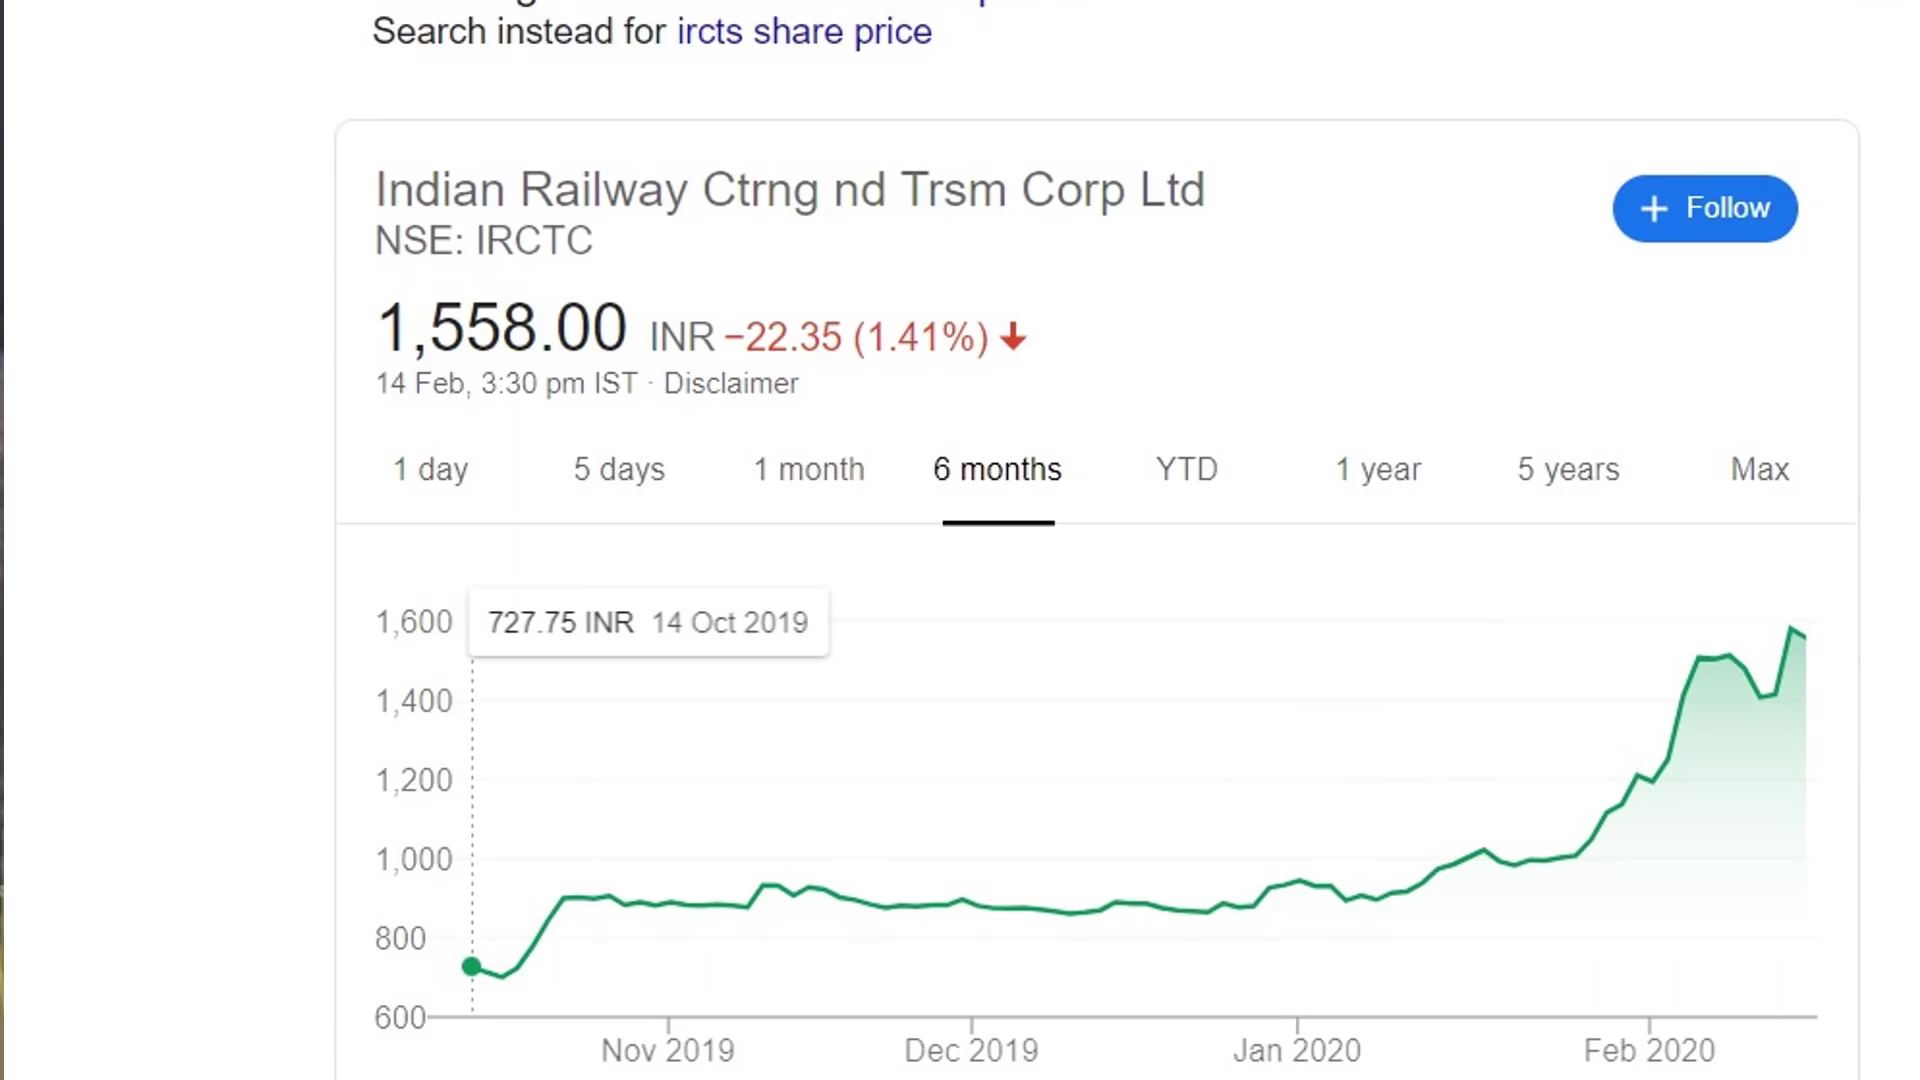 Search instead for ircts share price
Indian Railway Ctrng nd Trsm Corp Ltd
+ Follow
NSE: IRCTC
1,558.00 INR −22.35 (1.41%) ↓
14 Feb, 3:30 pm IST · Disclaimer
1 day 5 days 1 month 6 months YTD 1 year 5 years Max
727.75 INR 14 Oct 2019
1,600
1,400
1,200
1,000
800
600
Nov 2019 Dec 2019 Jan 2020 Feb 2020